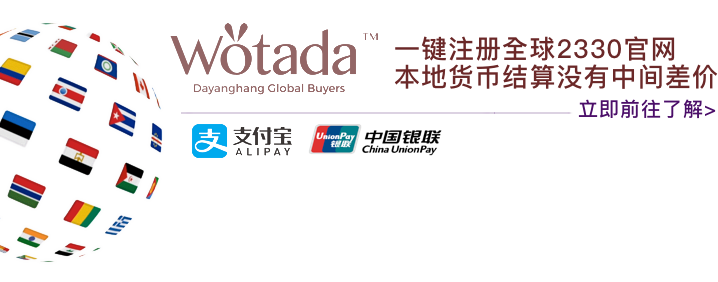 Wotada™
Dayanghang Global Buyers
一键注册全球2330官网
本地货币结算没有中间差价
立即前往了解>
支 支付宝
ALIPAY
UnionPay
银联
中国银联
China UnionPay